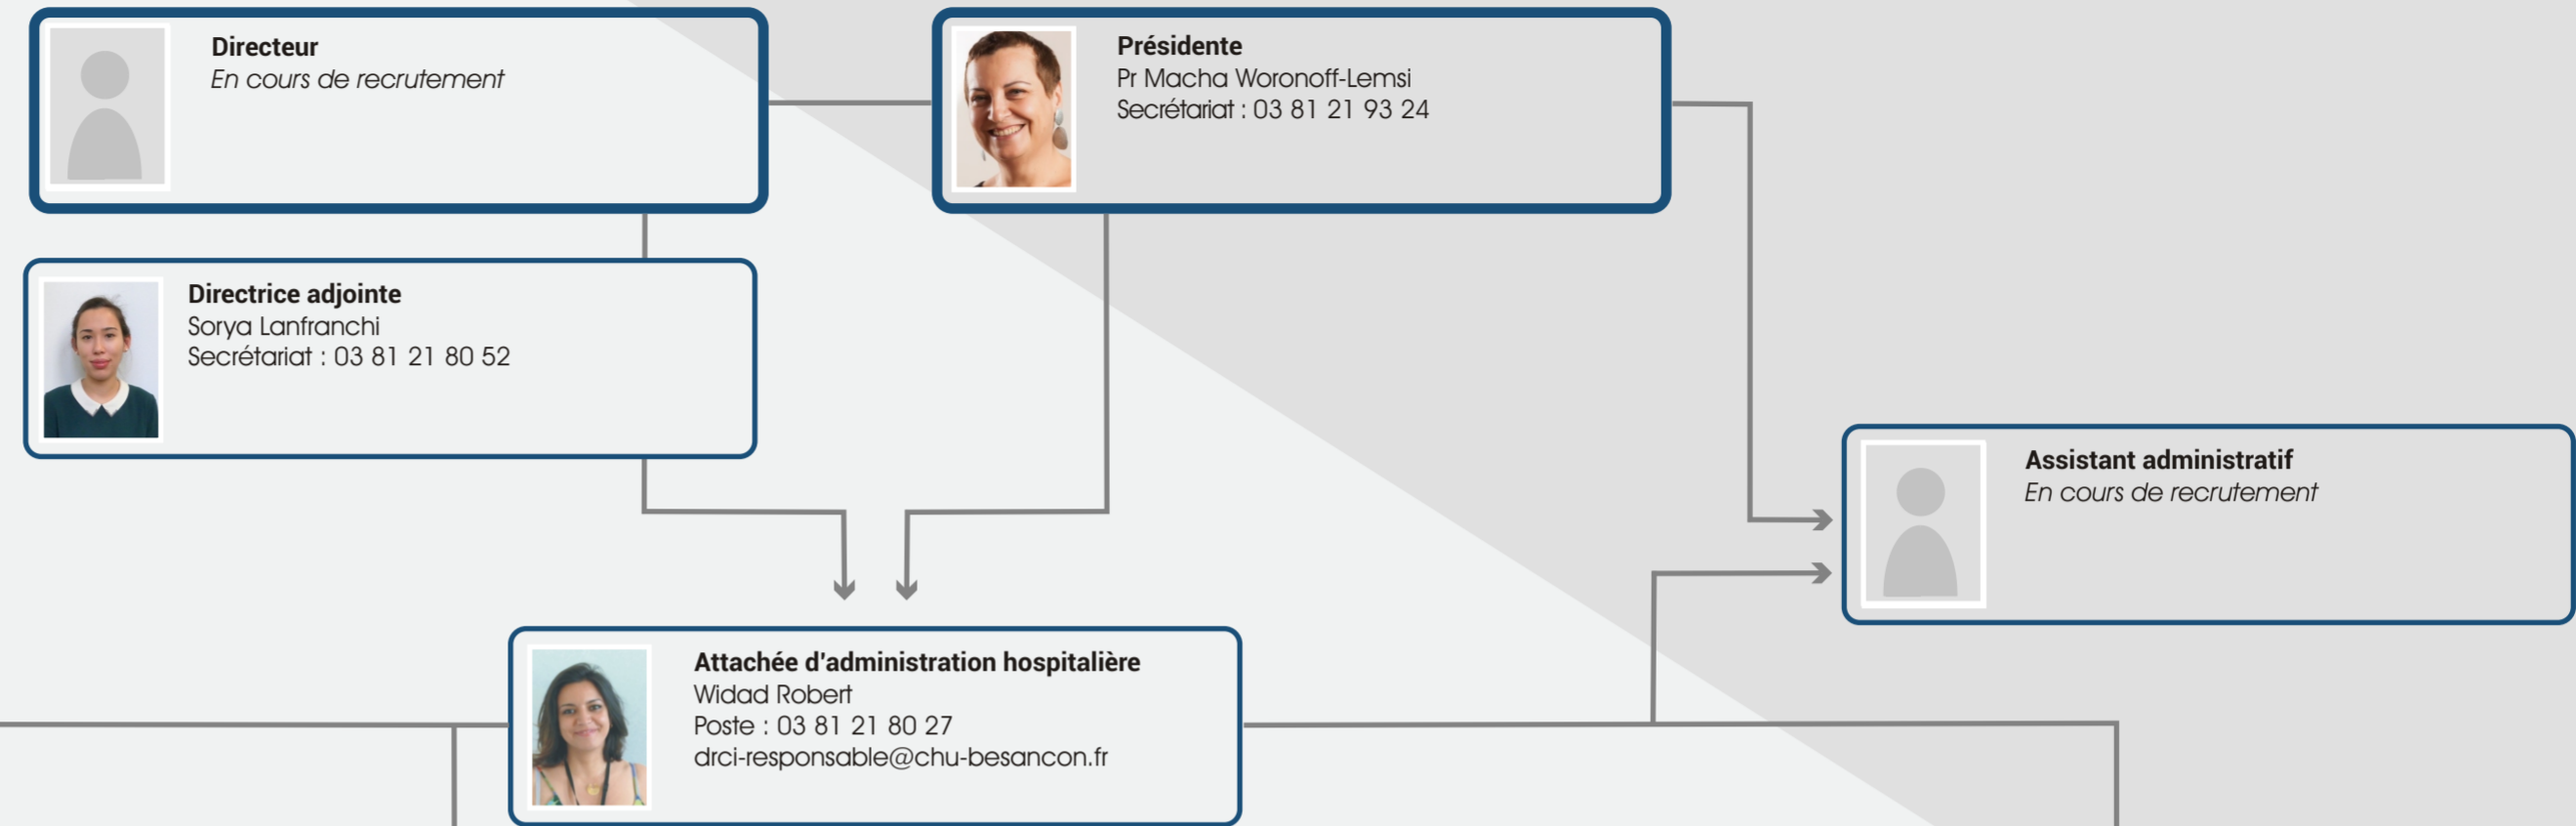 Directeur
En cours de recrutement
Présidente
Pr Macha Woronoff-Lemsi
Secrétariat : 03 81 21 93 24
Directrice adjointe
Sorya Lanfranchi
Secrétariat : 03 81 21 80 52
Assistant administratif
En cours de recrutement
Attachée d'administration hospitalière
Widad Robert
Poste : 03 81 21 80 27
drci-responsable@chu-besancon.fr